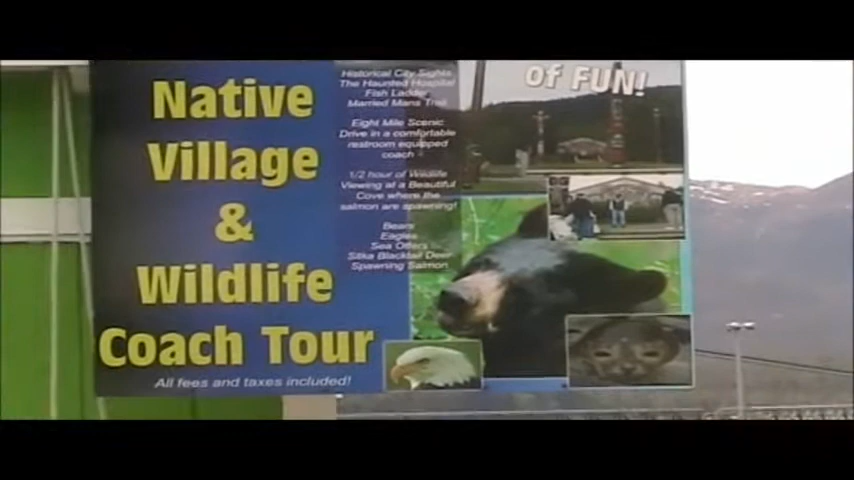 Native
Village
&
Wildlife
Coach Tour
All fees and taxes included!
Historical City Sights
The Haunted Hospital
Fish Ladder
Married Mans Trail
Eight Mile Scenic
Drive in a comfortable
restroom equipped
coach
1/2 hour of Wildlife
Viewing at a Beautiful
Cove where the
salmon are spawning!
Bears
Eagles
Sea Otters
Sitka Blacktail Deer
Spawning Salmon
of FUN!